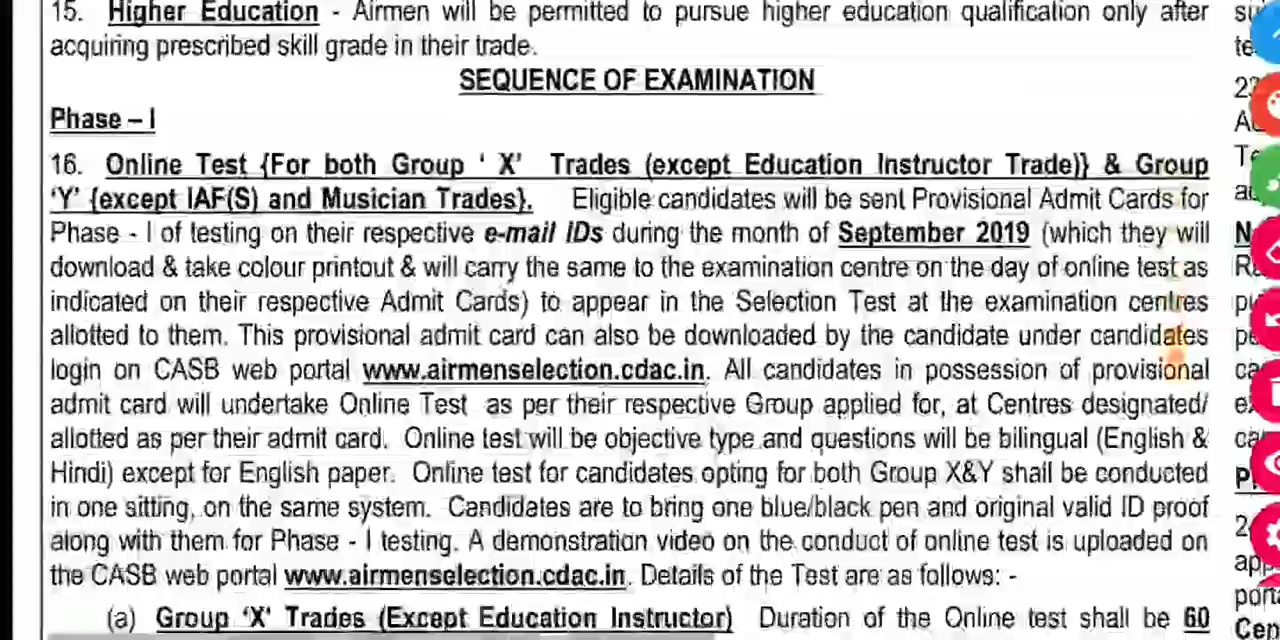 15. Higher Education - Airmen will be permitted to pursue higher education qualification only after
acquiring prescribed skill grade in their trade.
SEQUENCE OF EXAMINATION
Phase – I
16. Online Test {For both Group ‘ X’ Trades (except Education Instructor Trade)} & Group
‘Y’ {except IAF(S) and Musician Trades}. Eligible candidates will be sent Provisional Admit Cards for
Phase - I of testing on their respective e-mail IDs during the month of September 2019 (which they will
download & take colour printout & will carry the same to the examination centre on the day of online test as
indicated on their respective Admit Cards) to appear in the Selection Test at the examination centres
allotted to them. This provisional admit card can also be downloaded by the candidate under candidates
login on CASB web portal www.airmenselection.cdac.in. All candidates in possession of provisional
admit card will undertake Online Test as per their respective Group applied for, at Centres designated/
allotted as per their admit card. Online test will be objective type and questions will be bilingual (English &
Hindi) except for English paper. Online test for candidates opting for both Group X&Y shall be conducted
in one sitting, on the same system. Candidates are to bring one blue/black pen and original valid ID proof
along with them for Phase - I testing. A demonstration video on the conduct of online test is uploaded on
the CASB web portal www.airmenselection.cdac.in. Details of the Test are as follows: -
(a) Group ‘X’ Trades (Except Education Instructor) Duration of the Online test shall be 60